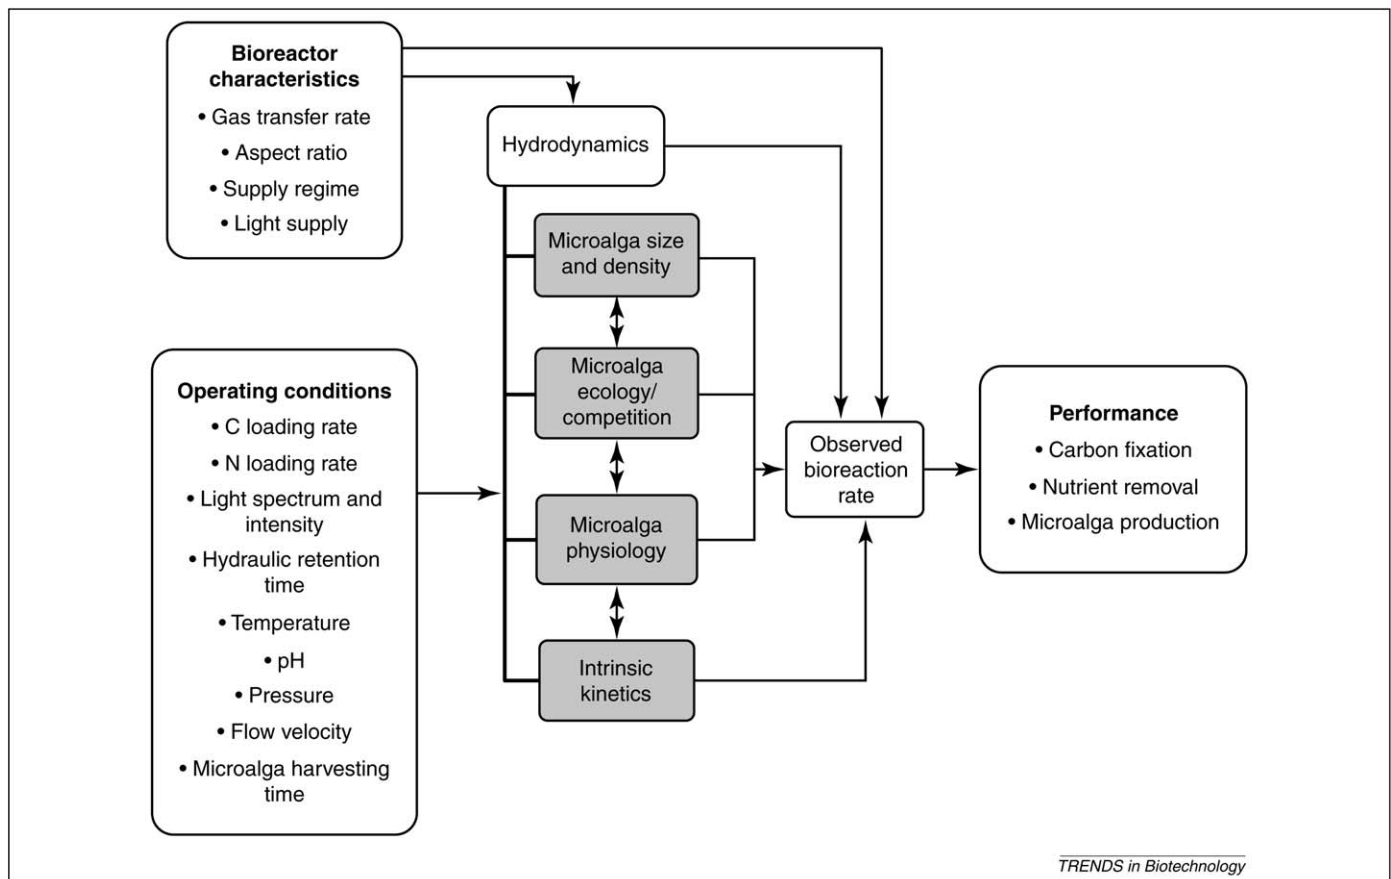 Bioreactor
characteristics
• Gas transfer rate
• Aspect ratio
• Supply regime
• Light supply
Hydrodynamics
Microalga size
and density
Microalga
ecology/
competition
Microalga
physiology
Intrinsic
kinetics
Operating conditions
• C loading rate
• N loading rate
• Light spectrum and
intensity
• Hydraulic retention
time
• Temperature
• pH
• Pressure
• Flow velocity
• Microalga harvesting
time
Observed
bioreaction
rate
Performance
• Carbon fixation
• Nutrient removal
• Microalga production
TRENDS in Biotechnology